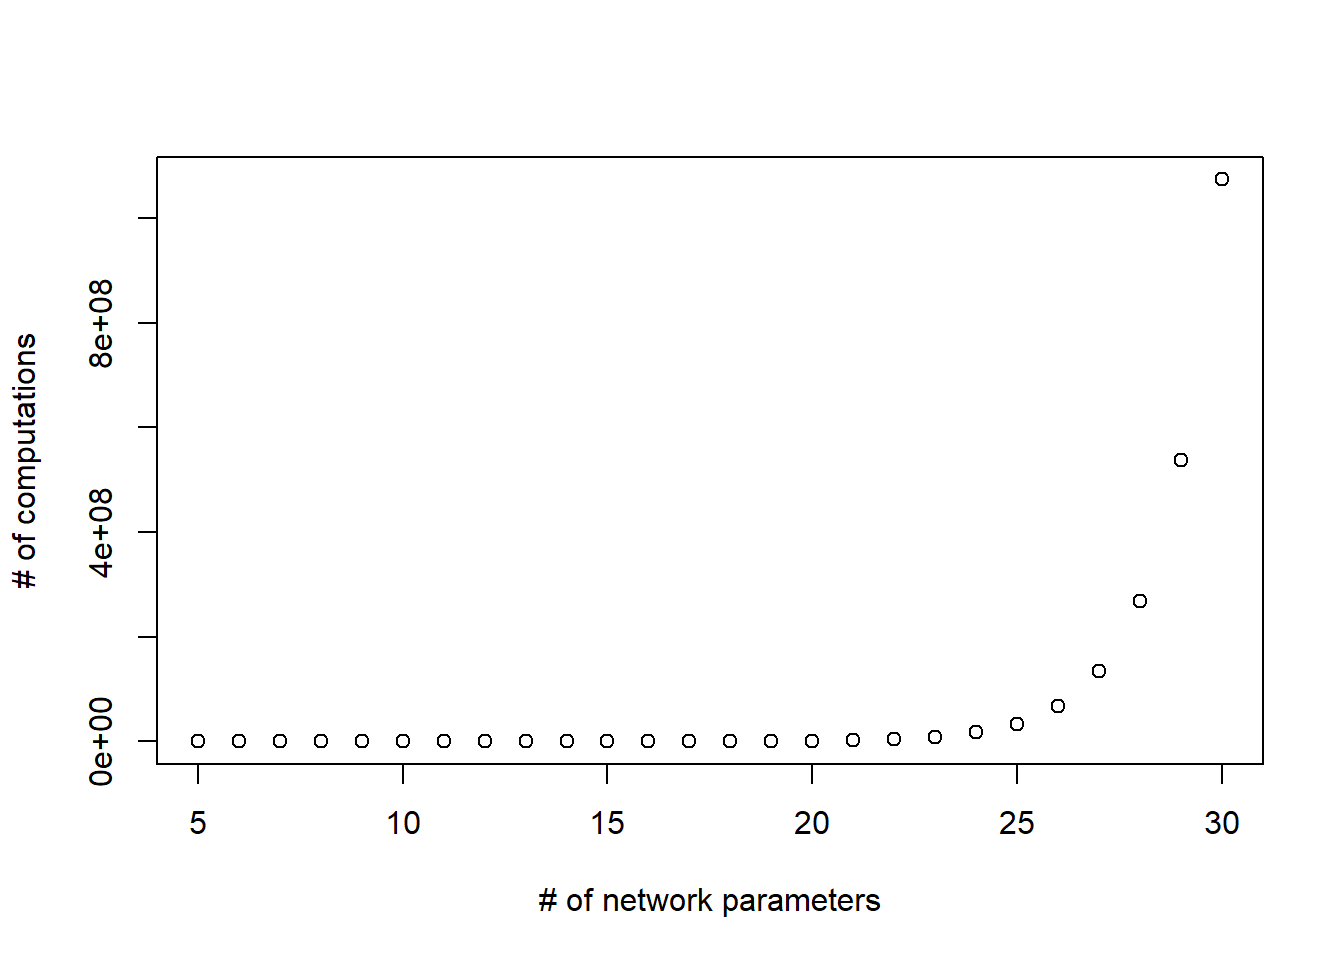 # of computations
8e+08
4e+08
0e+00
5 10 15 20 25 30
# of network parameters